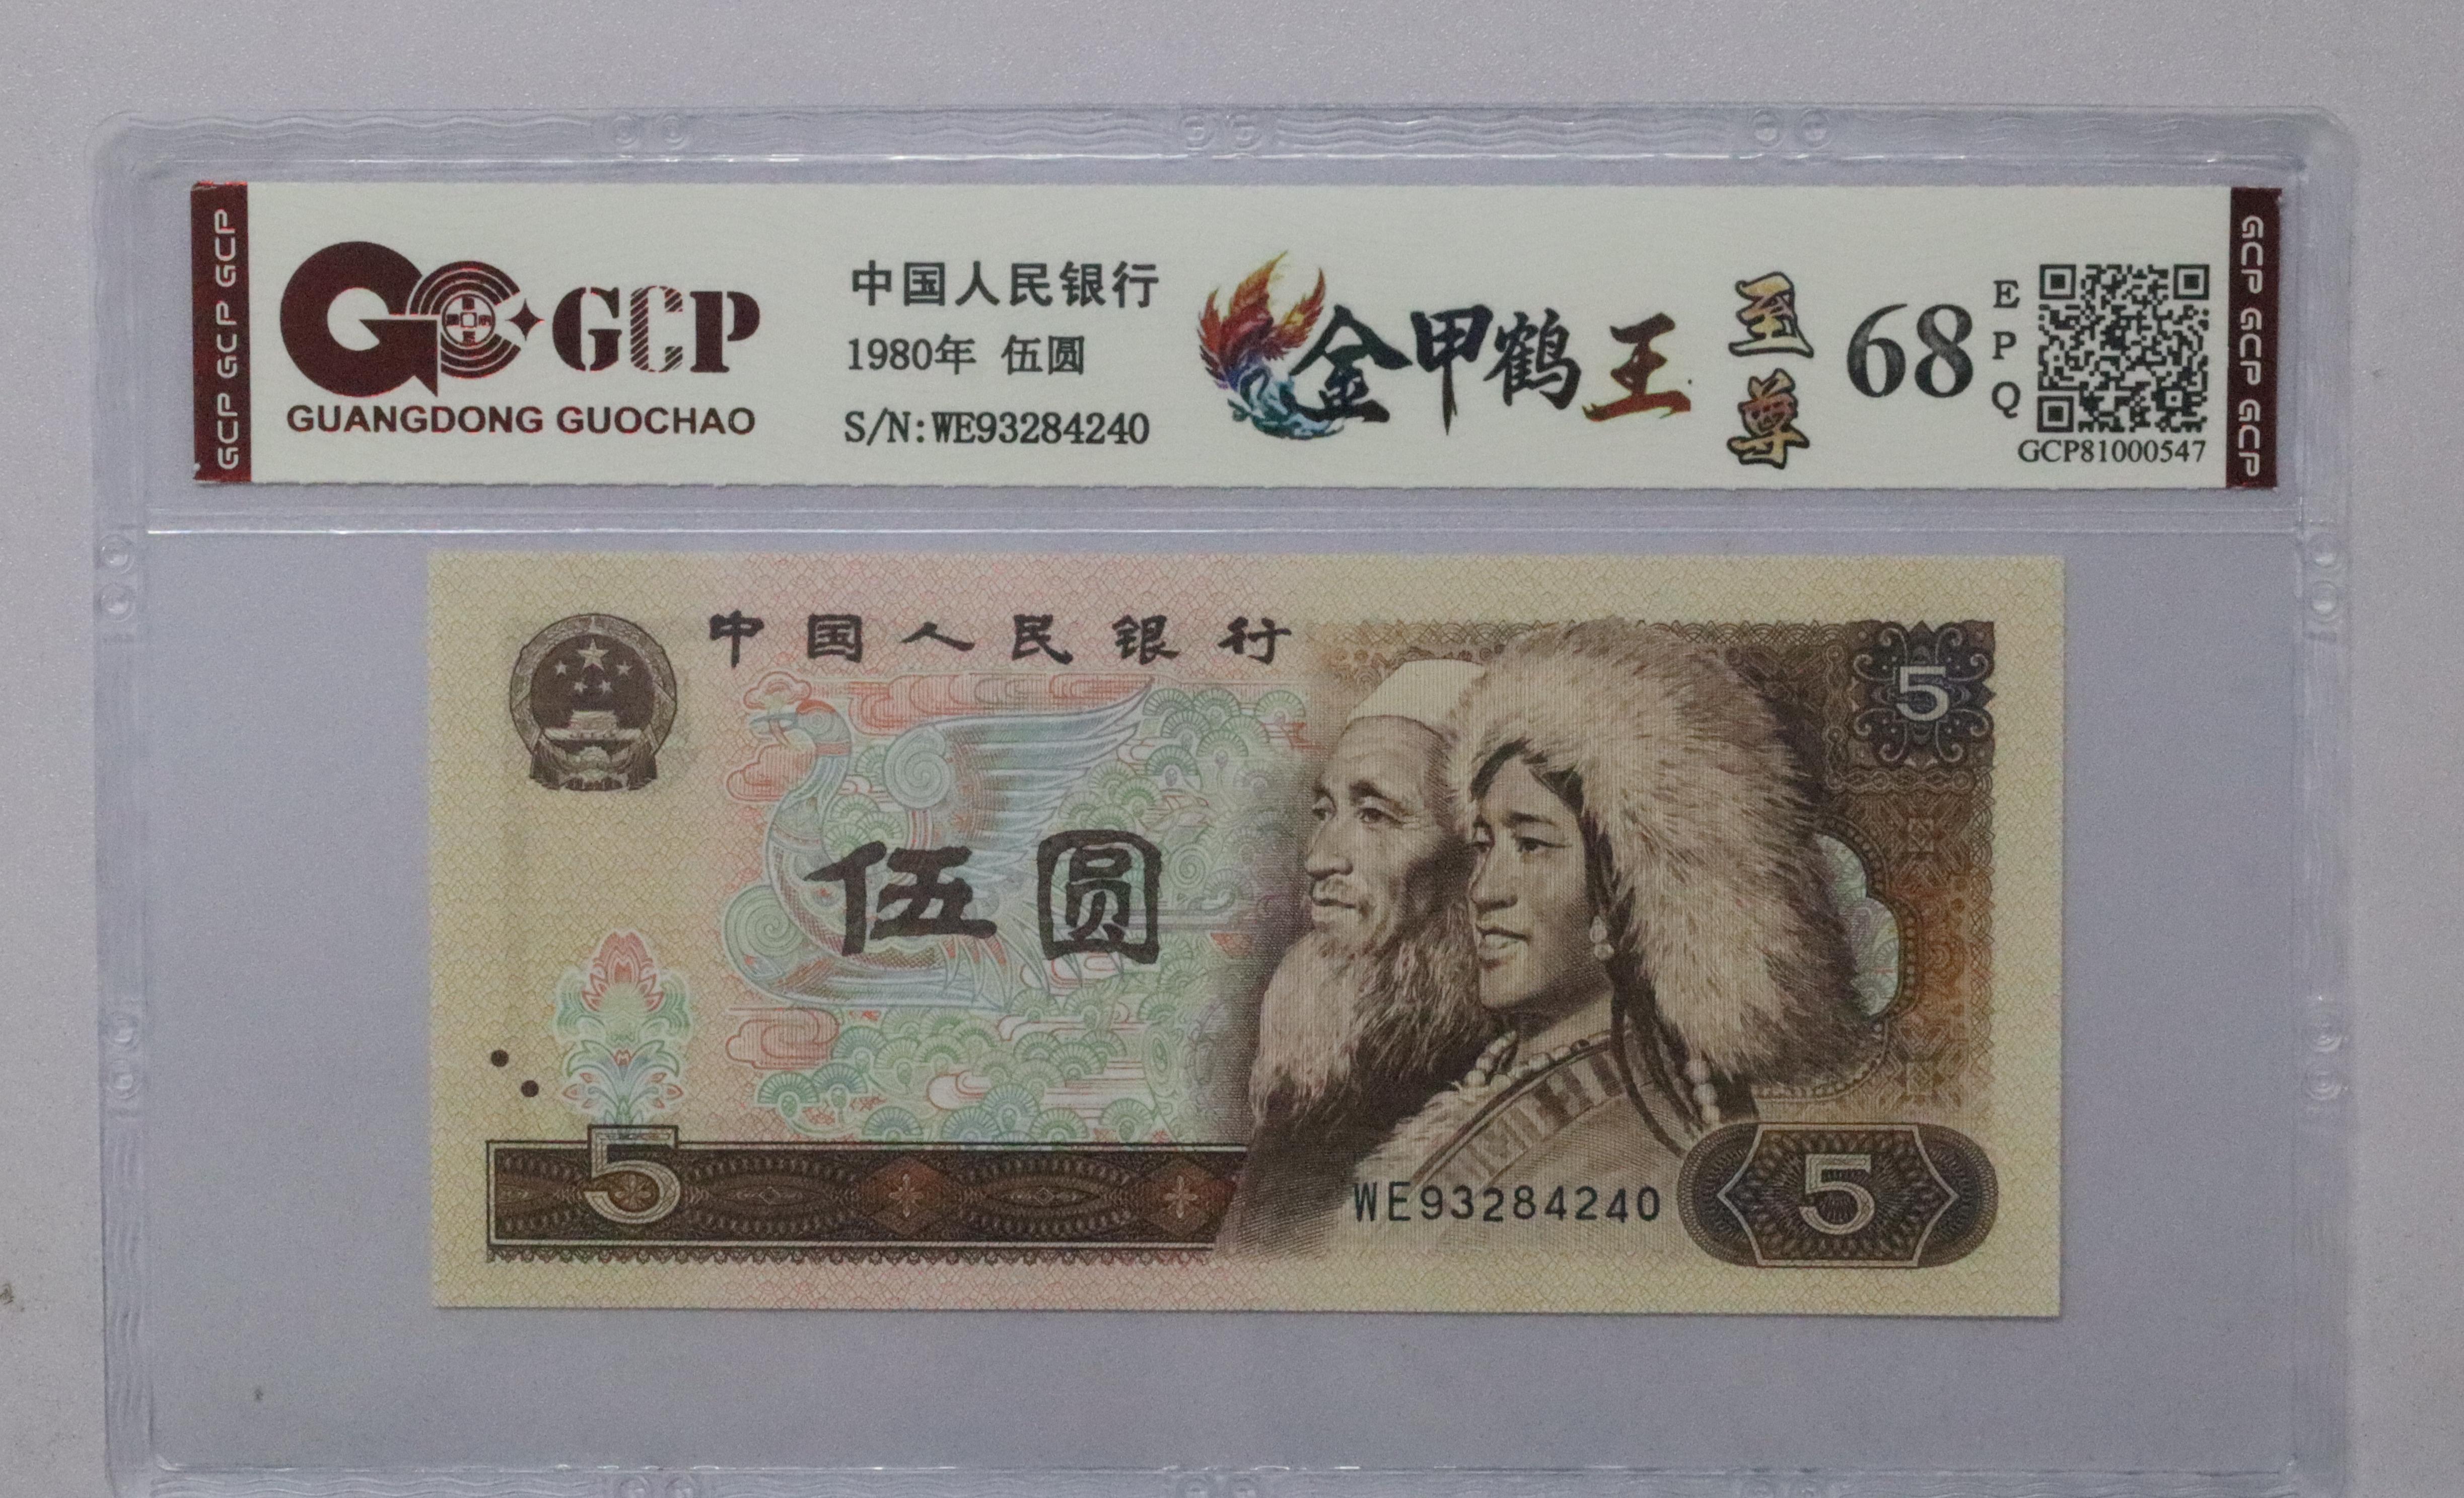 GCP GCP GCP
GCP
GUANGDONG GUOCHAO
中国人民银行
1980年 伍圆
S/N:WE93284240
金甲鹤王
至尊
68
EPQ
GCP81000547
GCP GCP GCP
中国人民银行
5
伍圆
5
WE93284240
5